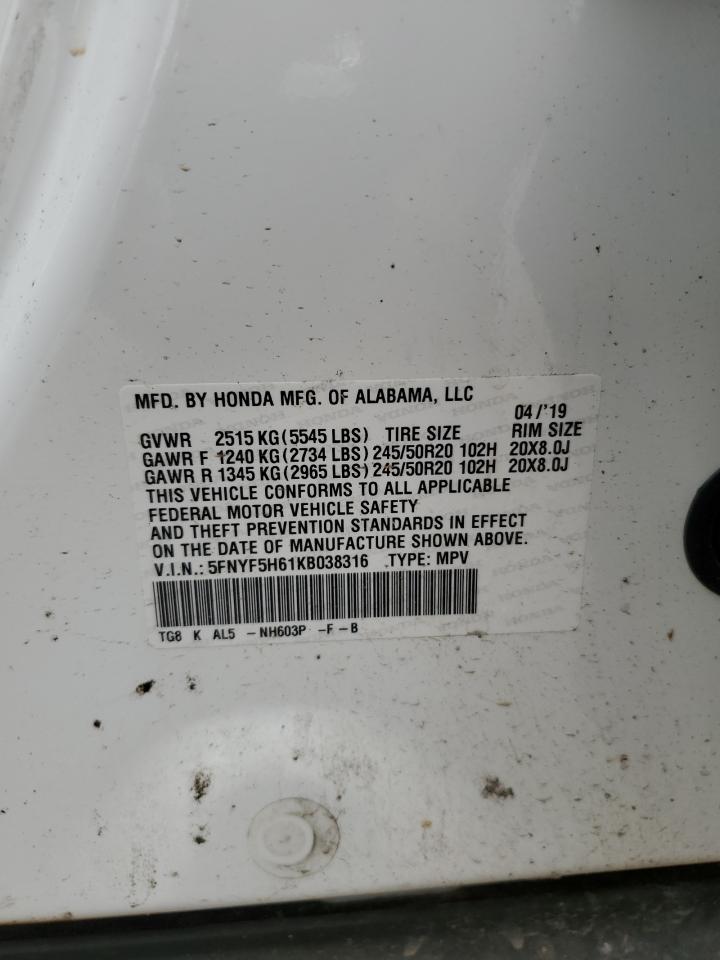 MFD. BY HONDA MFG. OF ALABAMA, LLC
04/'19
GVWR 2515 KG (5545 LBS) TIRE SIZE RIM SIZE
GAWR F 1240 KG (2734 LBS) 245/50R20 102H 20X8.0J
GAWR R 1345 KG (2965 LBS) 245/50R20 102H 20X8.0J
THIS VEHICLE CONFORMS TO ALL APPLICABLE
FEDERAL MOTOR VEHICLE SAFETY
AND THEFT PREVENTION STANDARDS IN EFFECT
ON THE DATE OF MANUFACTURE SHOWN ABOVE.
V.I.N.: 5FNYF5H61KB038316 TYPE: MPV
TG8 K AL5 -NH603P -F-B